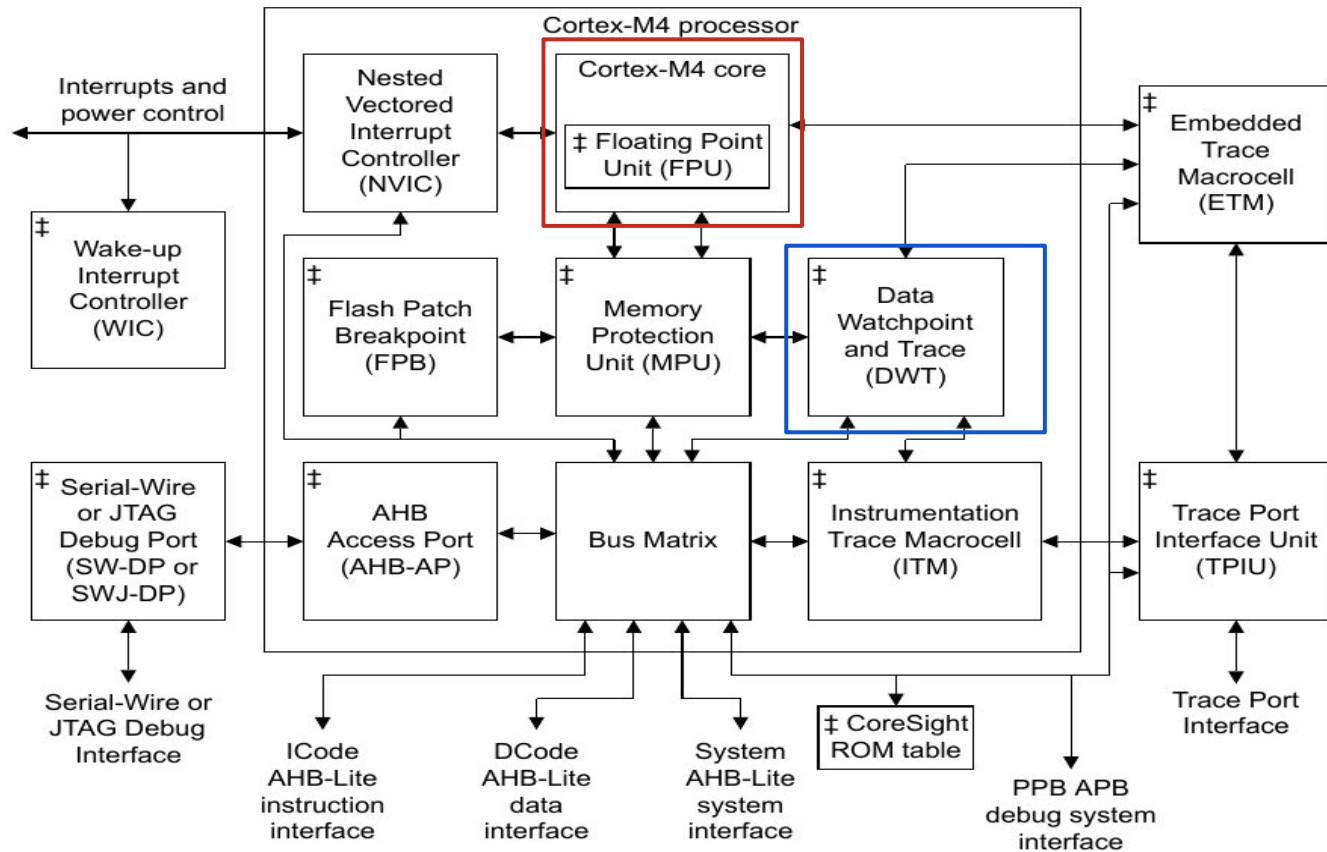 Cortex-M4 processor
Interrupts and
power control
Nested
Vectored
Interrupt
Controller
(NVIC)
Cortex-M4 core
‡ Floating Point
Unit (FPU)
‡
Embedded
Trace
Macrocell
(ETM)
‡
Wake-up
Interrupt
Controller
(WIC)
‡
Flash Patch
Breakpoint
(FPB)
‡
Memory
Protection
Unit (MPU)
‡
Data
Watchpoint
and Trace
(DWT)
‡
Serial-Wire
or JTAG
Debug Port
(SW-DP or
SWJ-DP)
‡
AHB
Access Port
(AHB-AP)
Bus Matrix
‡
Instrumentation
Trace Macrocell
(ITM)
‡
Trace Port
Interface Unit
(TPIU)
Serial-Wire or
JTAG Debug
Interface
ICode
AHB-Lite
instruction
interface
DCode
AHB-Lite
data
interface
System
AHB-Lite
system
interface
‡ CoreSight
ROM table
PPB APB
debug system
interface
Trace Port
Interface